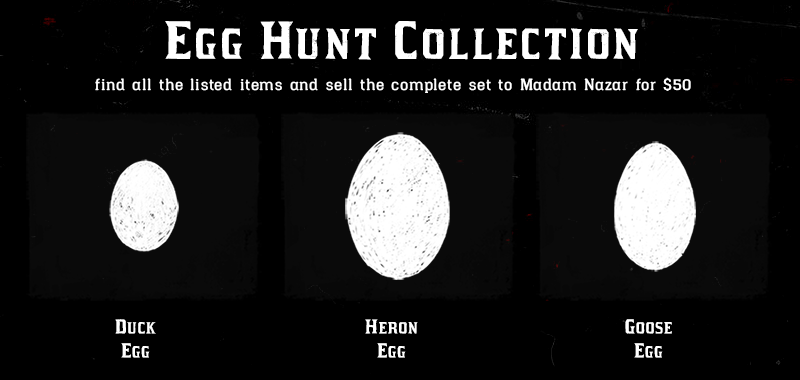 Egg Hunt Collection
find all the listed items and sell the complete set to Madam Nazar for $50
Duck
Egg
Heron
Egg
Goose
Egg